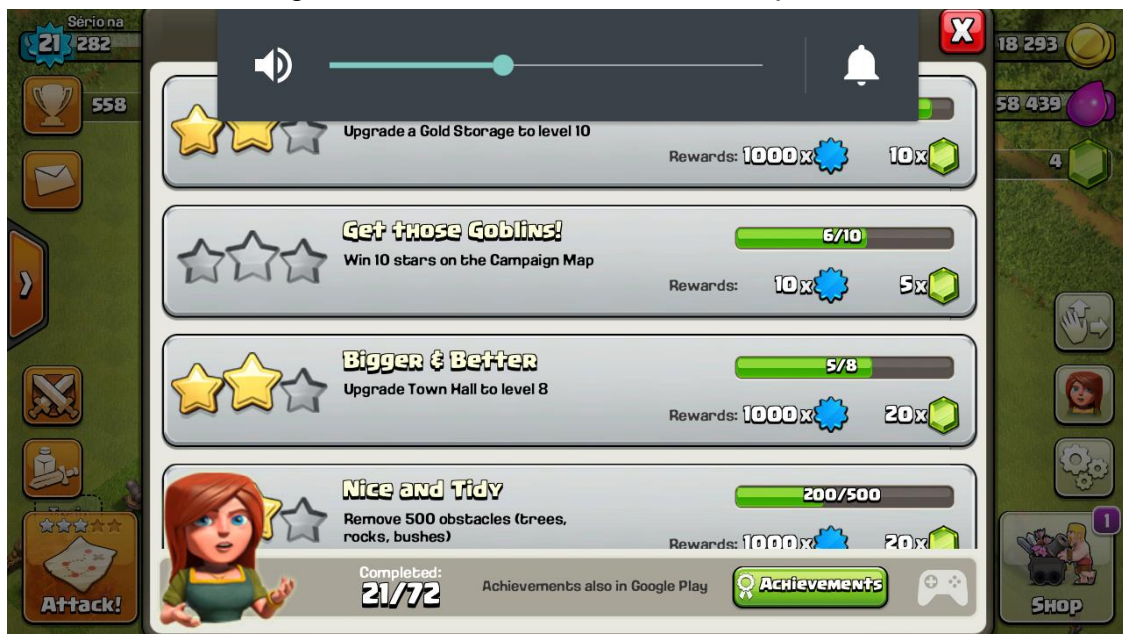 Sério na
21 282
X
18 293
558
58 439
4
Upgrade a Gold Storage to level 10
Rewards: 1000x 10x
Get those Goblins!
6/10
Win 10 stars on the Campaign Map
Rewards: 10x 5x
Bigger & Better
5/8
Upgrade Town Hall to level 8
Rewards: 1000x 20x
Nice and Tidy
200/500
Remove 500 obstacles (trees,
rocks, bushes)
Rewards: 1000x 20x
Completed:
21/72
Achievements also in Google Play
Achievements
Attack!
1
Shop